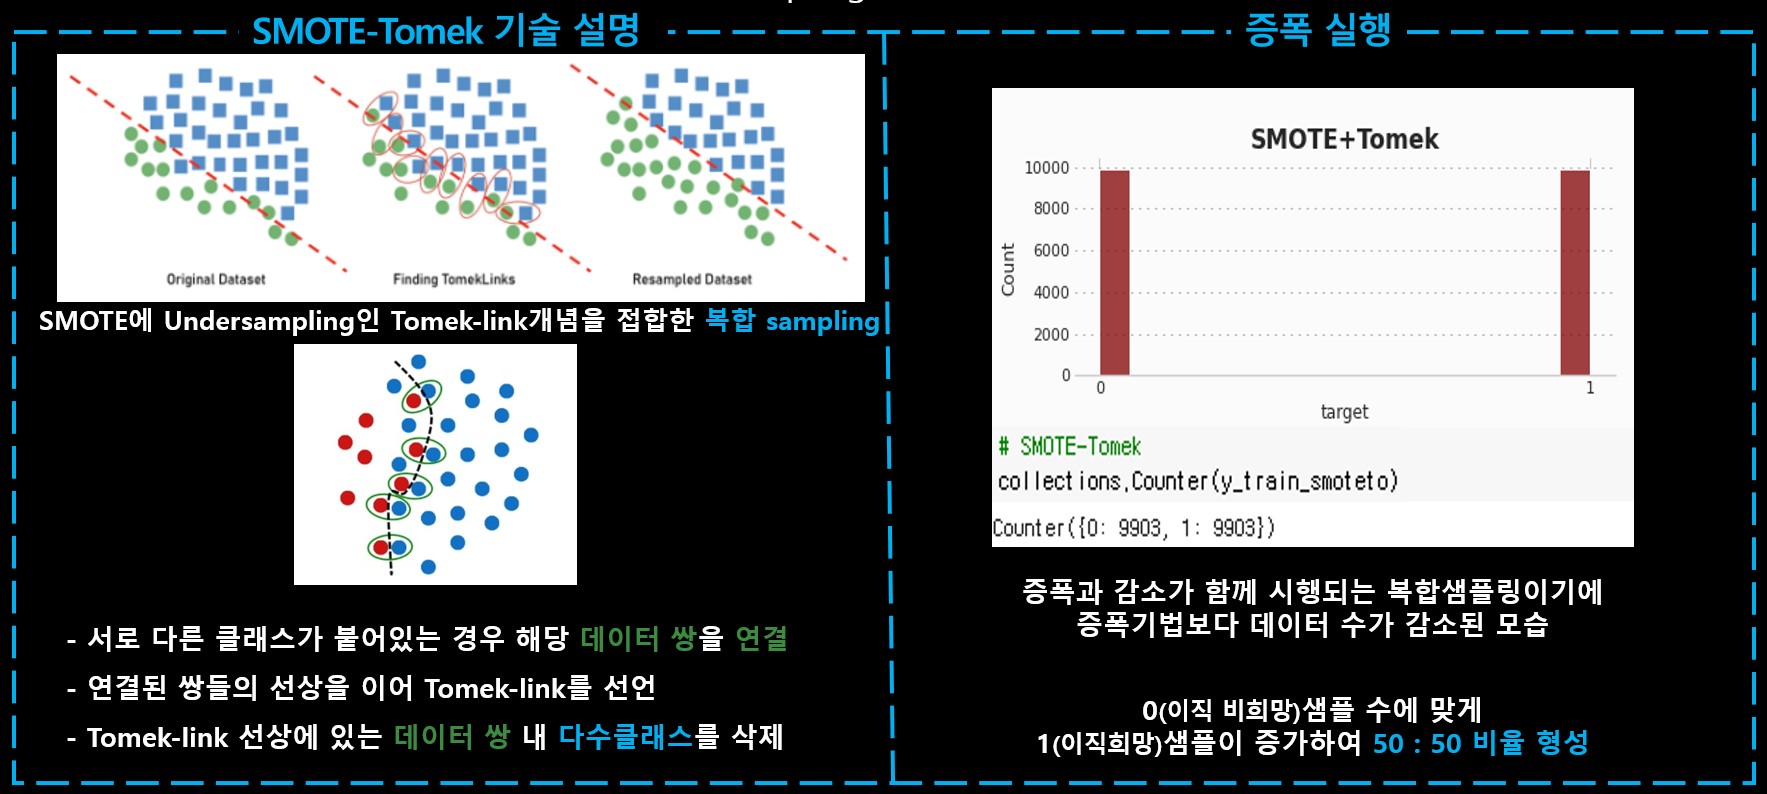 SMOTE-Tomek 기술 설명
Original Dataset
Finding TomekLinks
Resampled Dataset
SMOTE에 Undersampling인 Tomek-link개념을 접합한 복합 sampling
- 서로 다른 클래스가 붙어있는 경우 해당 데이터 쌍을 연결
- 연결된 쌍들의 선상을 이어 Tomek-link를 선언
- Tomek-link 선상에 있는 데이터 쌍 내 다수클래스를 삭제
증폭 실행
SMOTE+Tomek
10000
8000
6000
4000
2000
0
Count
0
1
target
# SMOTE-Tomek
collections.Counter(y_train_smoteto)
Counter({0: 9903, 1: 9903})
증폭과 감소가 함께 시행되는 복합샘플링이기에
증폭기법보다 데이터 수가 감소된 모습
0(이직 비희망)샘플 수에 맞게
1(이직희망)샘플이 증가하여 50 : 50 비율 형성